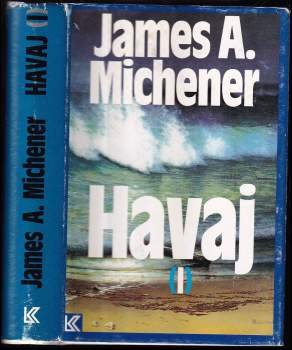 James A.
Michener
Havaj
(I)
James A. Michener HAVAJ (I)